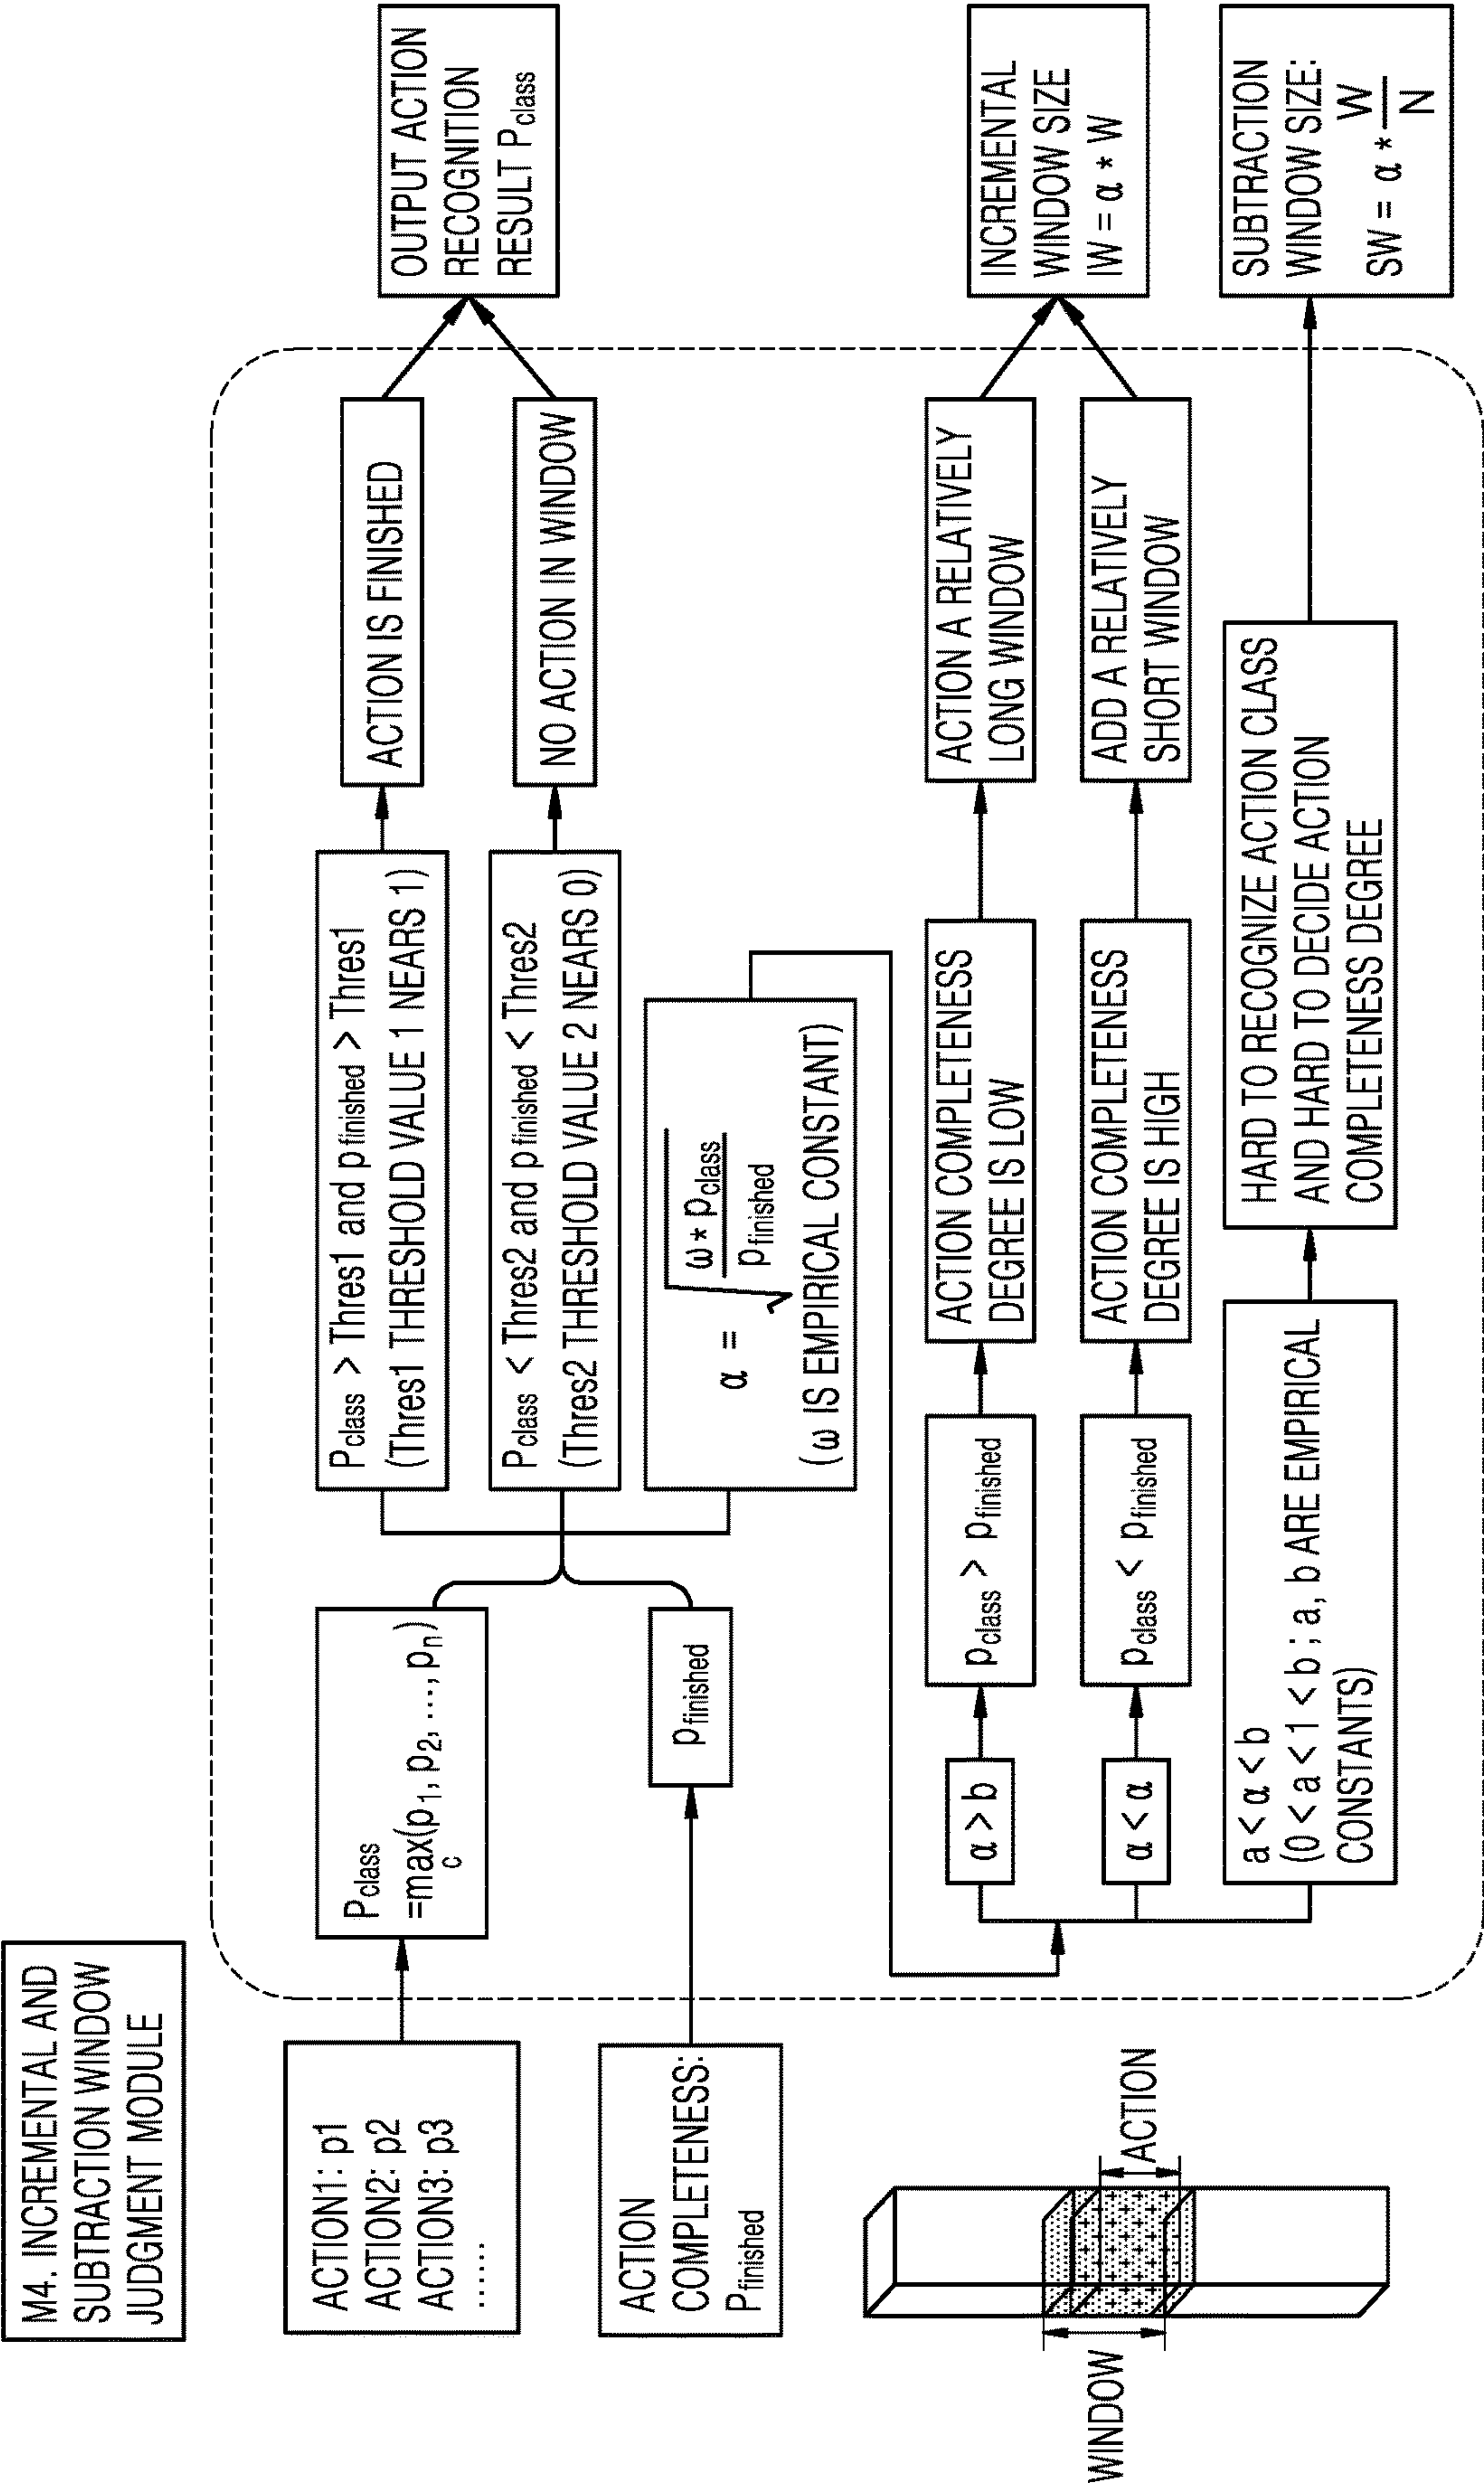 M4. INCREMENTAL AND
SUBTRACTION WINDOW
JUDGMENT MODULE
ACTION1: p1
ACTION2: p2
ACTION3: p3
......
ACTION
COMPLETENESS:
Pfinished
WINDOW
ACTION
Pclass
=max(p1, p2, ..., pn)
c
pfinished
Pclass > Thres1 and pfinished > Thres1
(Thres1 THRESHOLD VALUE 1 NEARS 1)
ACTION IS FINISHED
Pclass < Thres2 and pfinished < Thres2
(Thres2 THRESHOLD VALUE 2 NEARS 0)
NO ACTION IN WINDOW
OUTPUT ACTION
RECOGNITION
RESULT Pclass
α = √(ω * pclass / pfinished)
(ω IS EMPIRICAL CONSTANT)
α > b
pclass > pfinished
ACTION COMPLETENESS
DEGREE IS LOW
ACTION A RELATIVELY
LONG WINDOW
α < α
pclass < pfinished
ACTION COMPLETENESS
DEGREE IS HIGH
ADD A RELATIVELY
SHORT WINDOW
INCREMENTAL
WINDOW SIZE
IW = α * W
a < α < b
(0 < a < 1 < b ; a, b ARE EMPIRICAL
CONSTANTS)
HARD TO RECOGNIZE ACTION CLASS
AND HARD TO DECIDE ACTION
COMPLETENESS DEGREE
SUBTRACTION
WINDOW SIZE:
SW = α * W/N